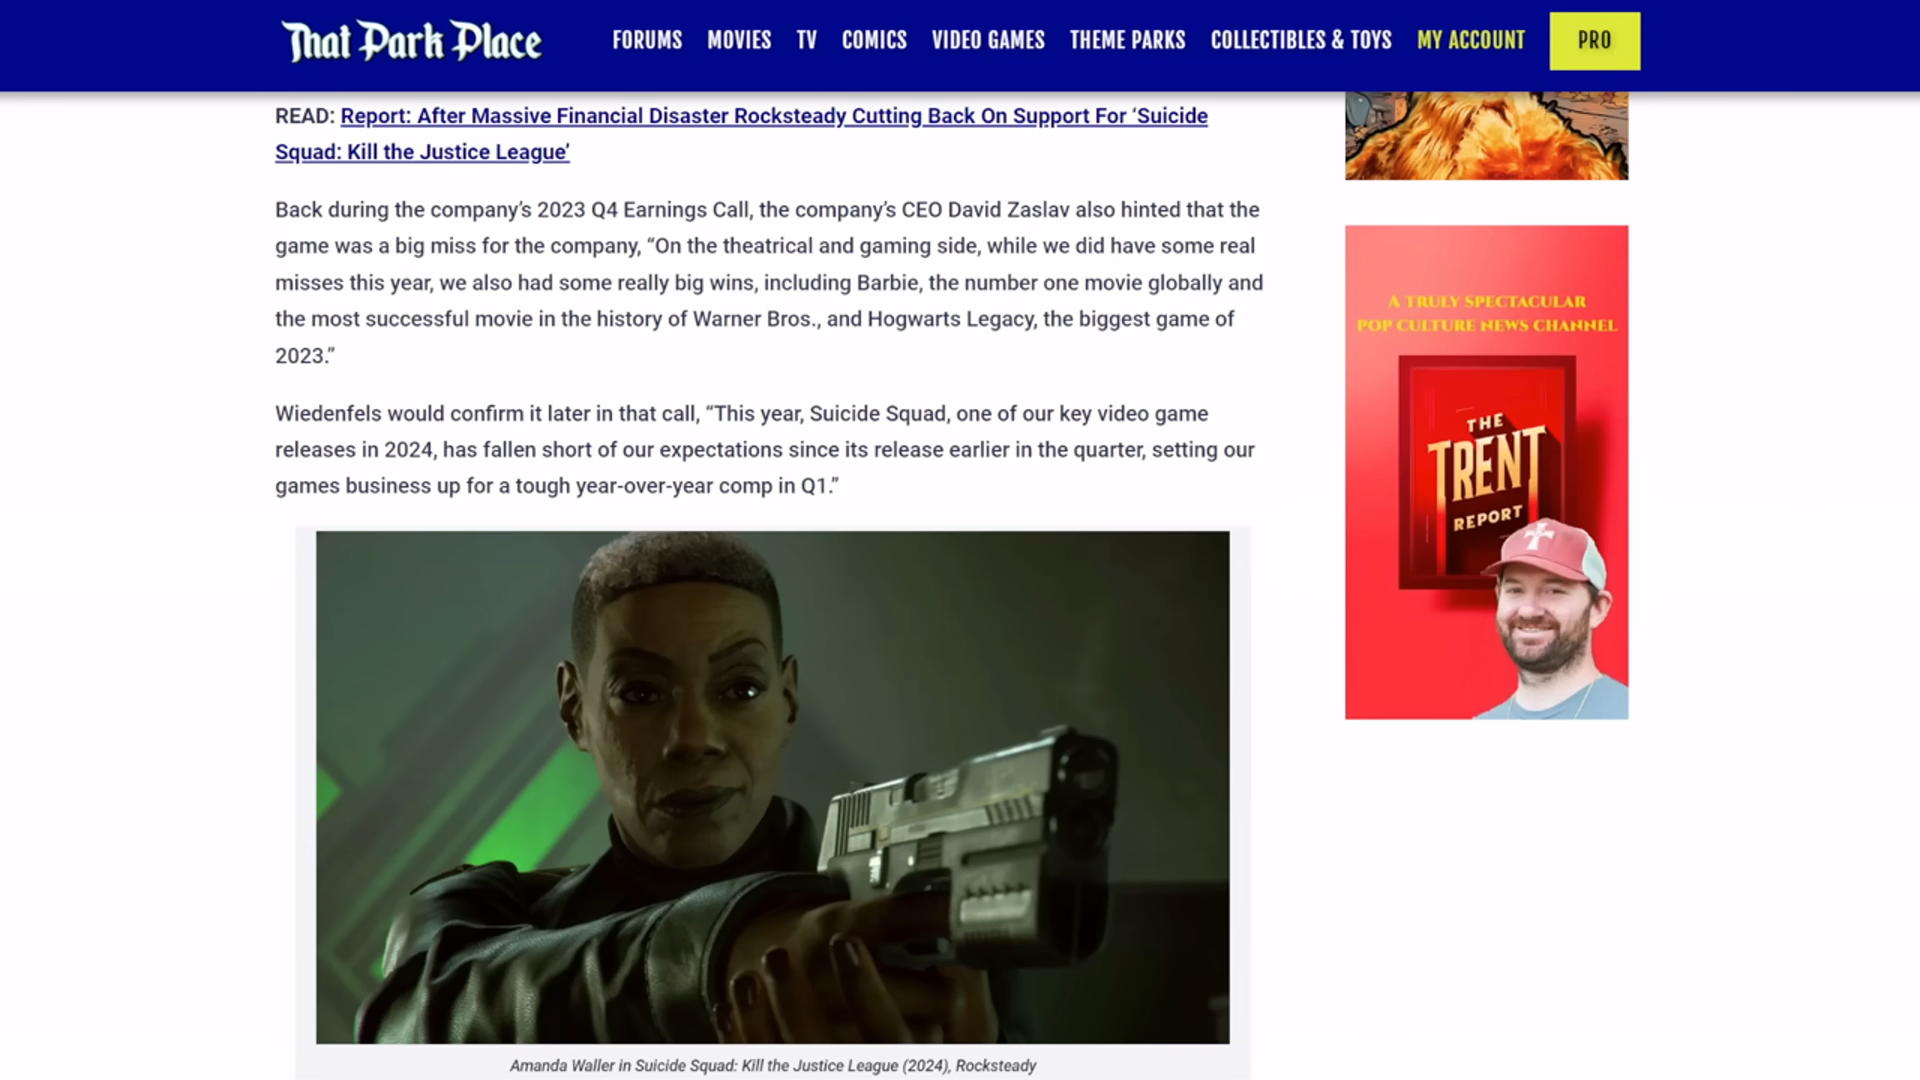 That Park Place
FORUMS MOVIES TV COMICS VIDEO GAMES THEME PARKS COLLECTIBLES & TOYS MY ACCOUNT PRO
READ: Report: After Massive Financial Disaster Rocksteady Cutting Back On Support For ‘Suicide
Squad: Kill the Justice League’
Back during the company’s 2023 Q4 Earnings Call, the company’s CEO David Zaslav also hinted that the
game was a big miss for the company, “On the theatrical and gaming side, while we did have some real
misses this year, we also had some really big wins, including Barbie, the number one movie globally and
the most successful movie in the history of Warner Bros., and Hogwarts Legacy, the biggest game of
2023.”
Wiedenfels would confirm it later in that call, “This year, Suicide Squad, one of our key video game
releases in 2024, has fallen short of our expectations since its release earlier in the quarter, setting our
games business up for a tough year-over-year comp in Q1.”
Amanda Waller in Suicide Squad: Kill the Justice League (2024), Rocksteady
A TRULY SPECTACULAR
POP CULTURE NEWS CHANNEL
THE
TRENT
REPORT